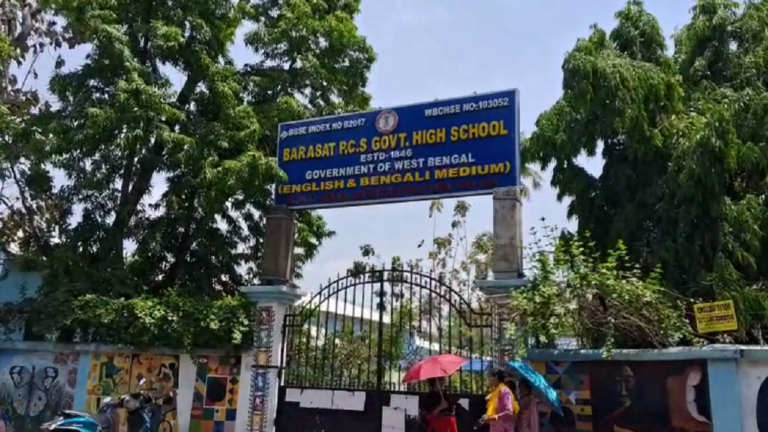 BSSE INDEX NO B2017 WBCHSE NO:103052
BARASAT P.C.S GOVT. HIGH SCHOOL
ESTD-1846
GOVERNMENT OF WEST BENGAL
(ENGLISH & BENGALI MEDIUM)